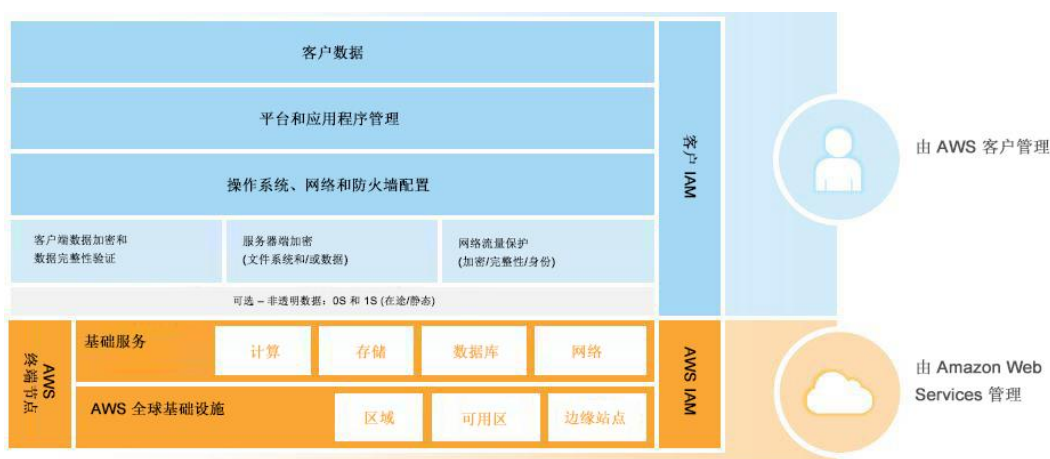 客户数据
平台和应用程序管理
操作系统、网络和防火墙配置
客户 IAM
客户端数据加密和
数据完整性验证
服务器端加密
(文件系统和/或数据)
网络流量保护
(加密/完整性/身份)
可选 – 非透明数据：0S 和 1S (在途/静态)
由 AWS 客户管理
AWS
终端节点
基础服务
计算
存储
数据库
网络
AWS 全球基础设施
区域
可用区
边缘站点
AWS IAM
由 Amazon Web
Services 管理